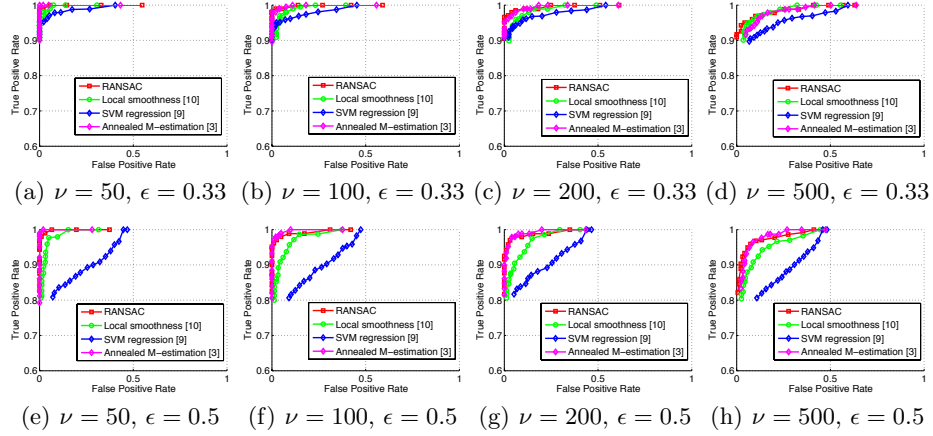 True Positive Rate
1
0.9
0.8
0.7
0.6
0
0.5
1
False Positive Rate
RANSAC
Local smoothness [10]
SVM regression [9]
Annealed M−estimation [3]
(a) ν = 50, ϵ = 0.33
True Positive Rate
1
0.9
0.8
0.7
0.6
0
0.5
1
False Positive Rate
RANSAC
Local smoothness [10]
SVM regression [9]
Annealed M−estimation [3]
(b) ν = 100, ϵ = 0.33
True Positive Rate
1
0.9
0.8
0.7
0.6
0
0.5
1
False Positive Rate
RANSAC
Local smoothness [10]
SVM regression [9]
Annealed M−estimation [3]
(c) ν = 200, ϵ = 0.33
True Positive Rate
1
0.9
0.8
0.7
0.6
0
0.5
1
False Positive Rate
RANSAC
Local smoothness [10]
SVM regression [9]
Annealed M−estimation [3]
(d) ν = 500, ϵ = 0.33
True Positive Rate
1
0.9
0.8
0.7
0.6
0
0.5
1
False Positive Rate
RANSAC
Local smoothness [10]
SVM regression [9]
Annealed M−estimation [3]
(e) ν = 50, ϵ = 0.5
True Positive Rate
1
0.9
0.8
0.7
0.6
0
0.5
1
False Positive Rate
RANSAC
Local smoothness [10]
SVM regression [9]
Annealed M−estimation [3]
(f) ν = 100, ϵ = 0.5
True Positive Rate
1
0.9
0.8
0.7
0.6
0
0.5
1
False Positive Rate
RANSAC
Local smoothness [10]
SVM regression [9]
Annealed M−estimation [3]
(g) ν = 200, ϵ = 0.5
True Positive Rate
1
0.9
0.8
0.7
0.6
0
0.5
1
False Positive Rate
RANSAC
Local smoothness [10]
SVM regression [9]
Annealed M−estimation [3]
(h) ν = 500, ϵ = 0.5